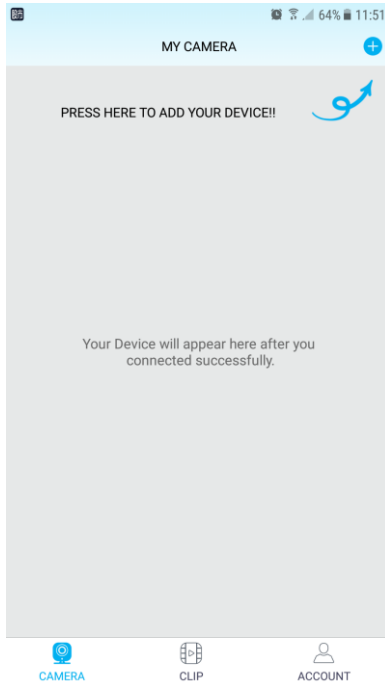 64% 11:51
MY CAMERA
PRESS HERE TO ADD YOUR DEVICE!!
Your Device will appear here after you
connected successfully.
CAMERA CLIP ACCOUNT